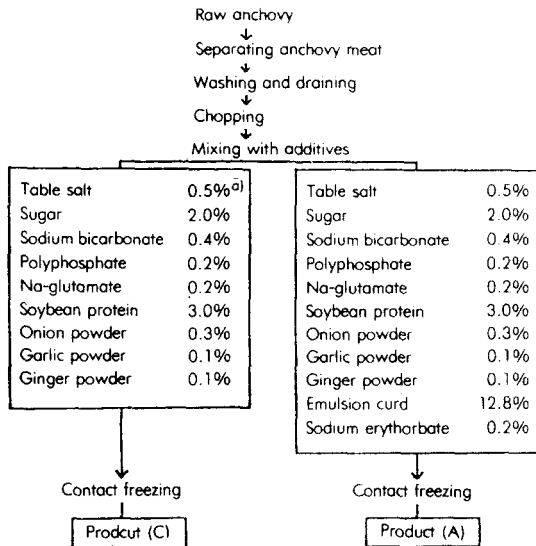 Raw anchovy
Separating anchovy meat
Washing and draining
Chopping
Mixing with additives
Table salt 0.5%a)
Sugar 2.0%
Sodium bicarbonate 0.4%
Polyphosphate 0.2%
Na-glutamate 0.2%
Soybean protein 3.0%
Onion powder 0.3%
Garlic powder 0.1%
Ginger powder 0.1%
Contact freezing
Prodcut (C)
Table salt 0.5%
Sugar 2.0%
Sodium bicarbonate 0.4%
Polyphosphate 0.2%
Na-glutamate 0.2%
Soybean protein 3.0%
Onion powder 0.3%
Garlic powder 0.1%
Ginger powder 0.1%
Emulsion curd 12.8%
Sodium erythorbate 0.2%
Contact freezing
Product (A)